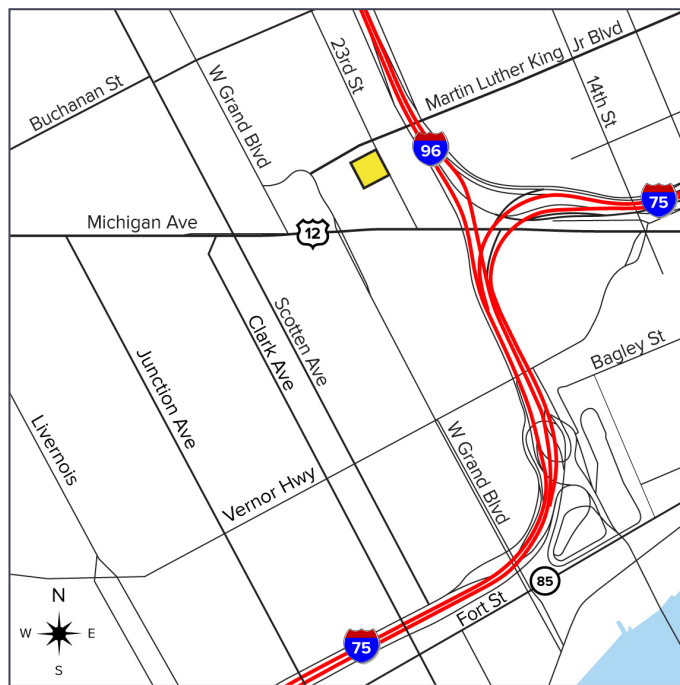 23rd St
Martin Luther King Jr Blvd
Buchanan St
W Grand Blvd
14th St
96
75
Michigan Ave
12
Scotten Ave
Clark Ave
Junction Ave
Bagley St
Livernois
W Grand Blvd
Vernor Hwy
85
Fort St
N
W E
S
75